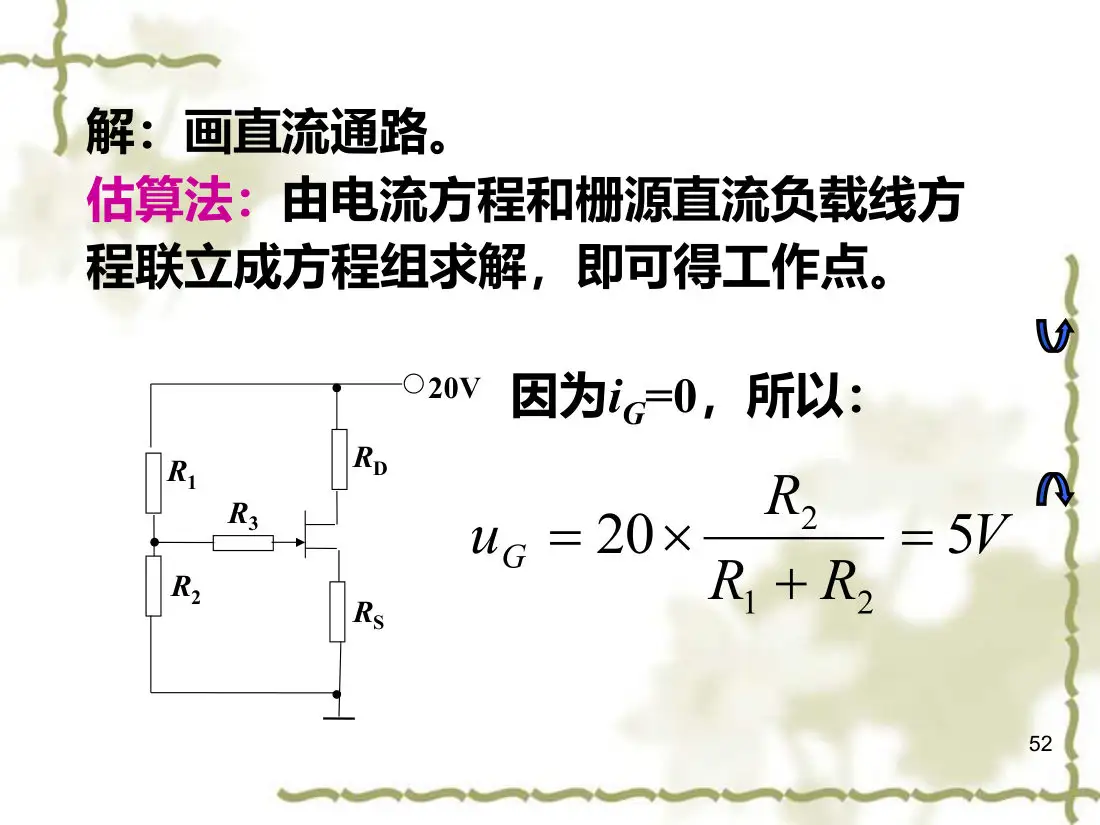 解：画直流通路。
估算法：由电流方程和栅源直流负载线方
程联立成方程组求解，即可得工作点。
20V
因为iG=0，所以：
RD
R1
R3
uG = 20 × R2 / (R1 + R2) = 5V
R2
RS
52